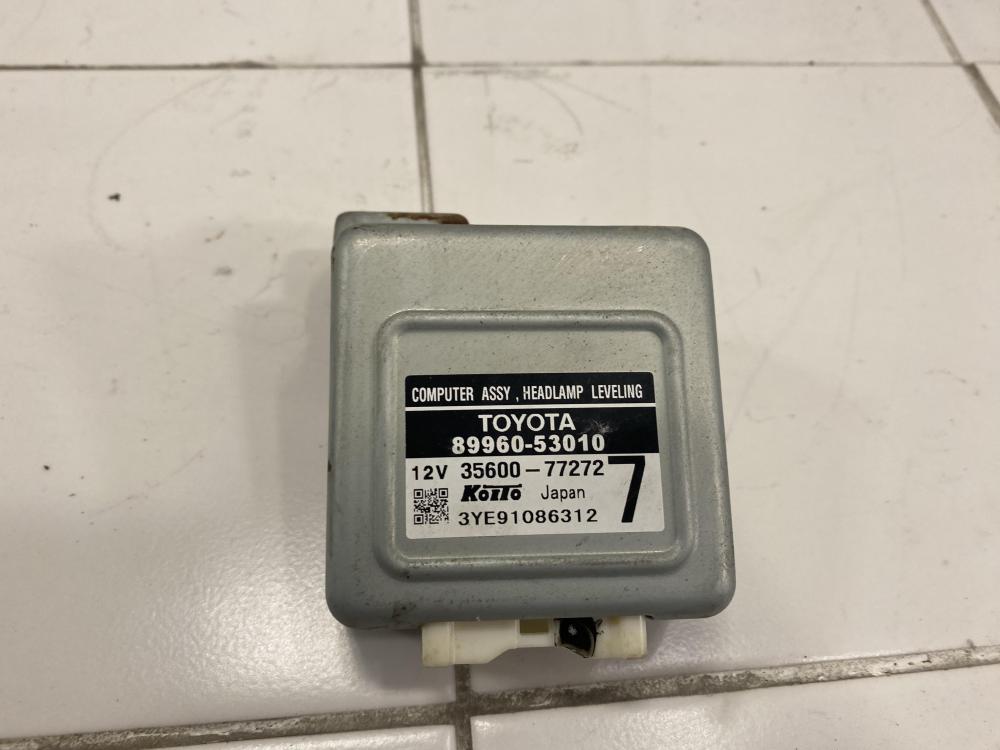 COMPUTER ASSY , HEADLAMP LEVELING
TOYOTA
89960-53010
12V 35600-77272 7
KOITO Japan
3YE91086312